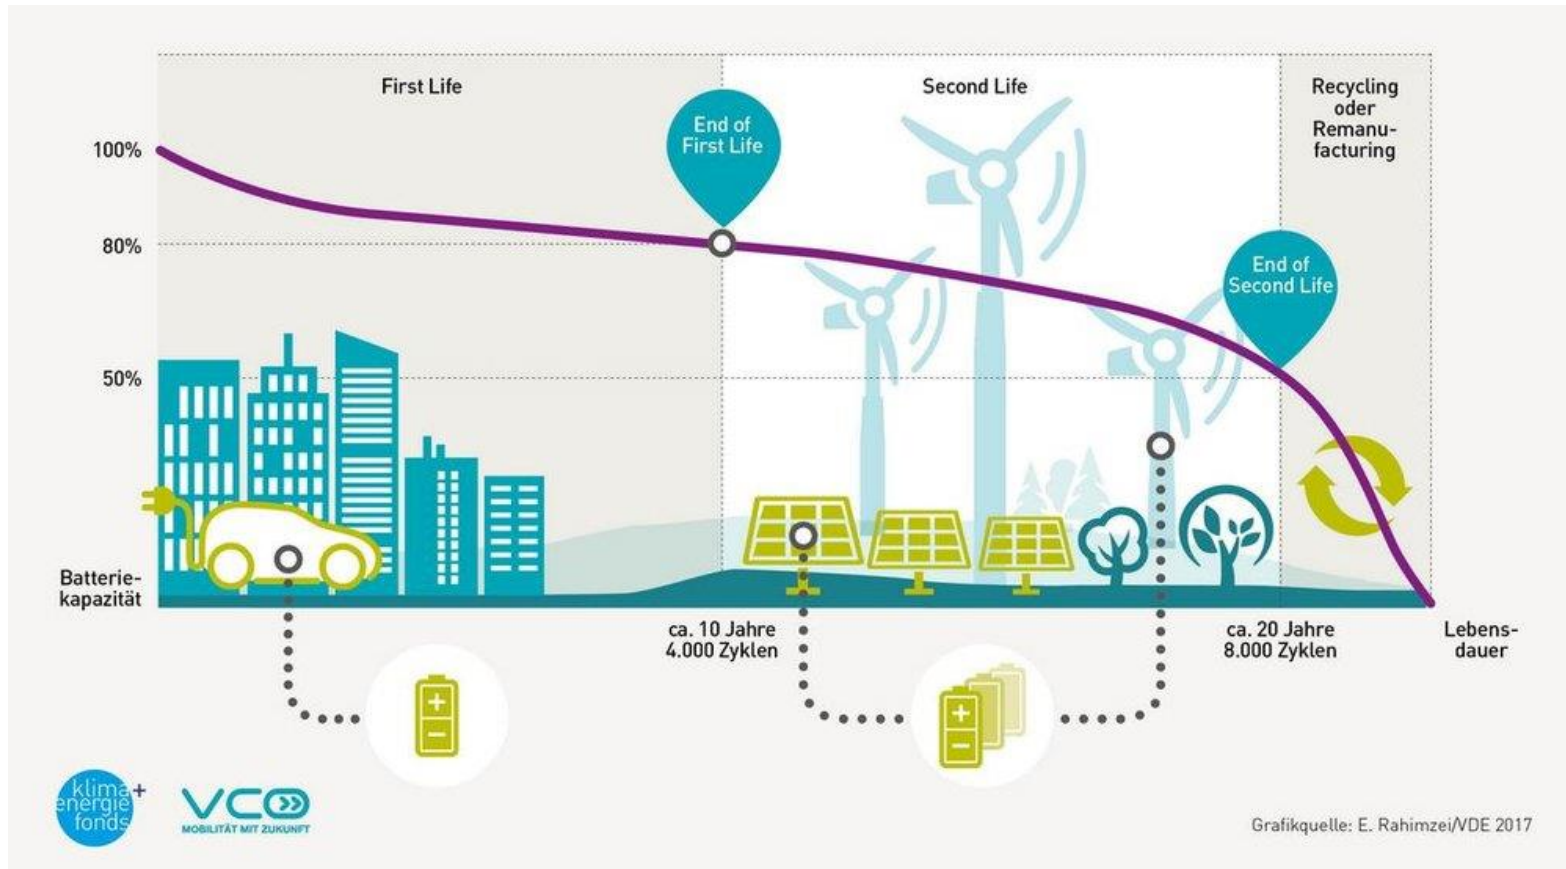 First Life
Second Life
Recycling
oder
Remanu-
facturing
End of
First Life
100%
80%
End of
Second Life
50%
Batterie-
kapazität
ca. 10 Jahre
4.000 Zyklen
ca. 20 Jahre
8.000 Zyklen
Lebens-
dauer
klima+
energie
fonds
VCO
MOBILITÄT MIT ZUKUNFT
Grafikquelle: E. Rahimzei/VDE 2017